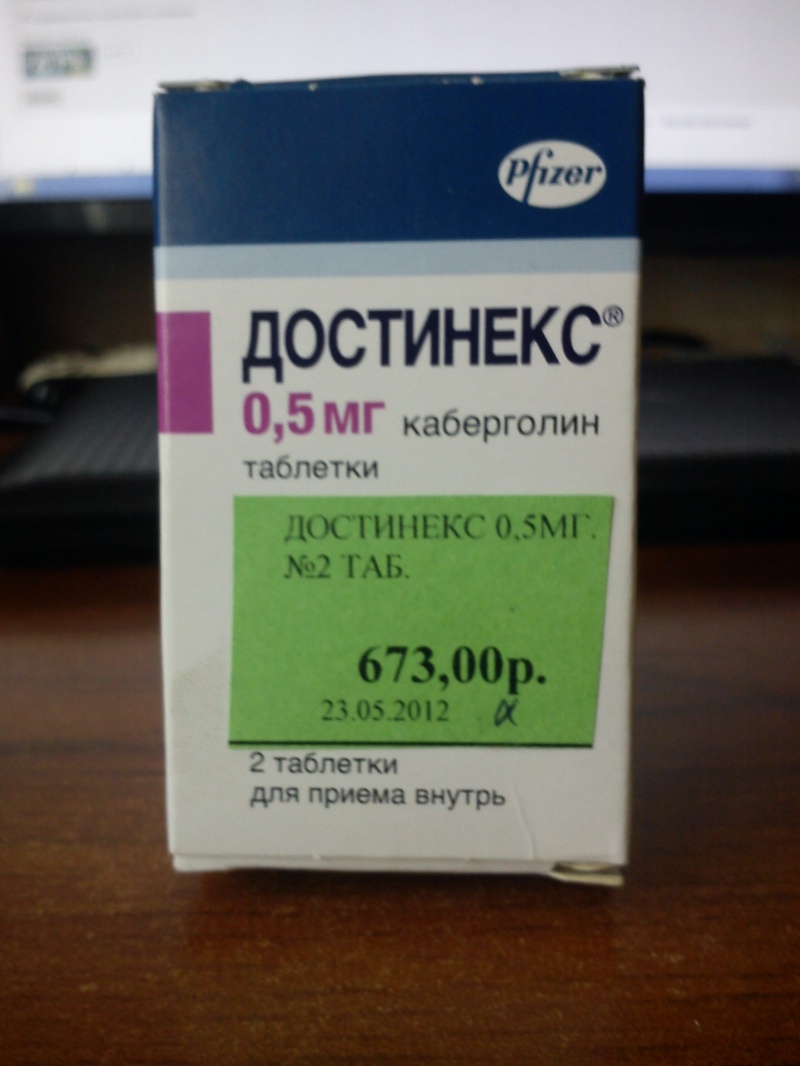 Pfizer
ДОСТИНЕКС®
0,5 мг каберголин
таблетки
ДОСТИНЕКС 0,5МГ.
№2 ТАБ.
673,00р.
23.05.2012 α
2 таблетки
для приема внутрь